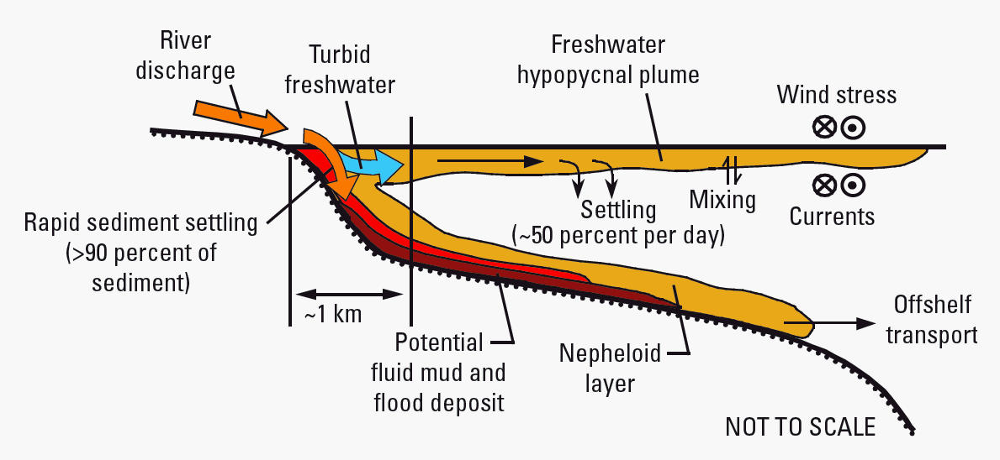 River
discharge
Turbid
freshwater
Freshwater
hypopycnal plume
Wind stress
Rapid sediment settling
(>90 percent of
sediment)
Settling
(~50 percent per day)
Mixing
Currents
~1 km
Potential
fluid mud and
flood deposit
Nepheloid
layer
Offshelf
transport
NOT TO SCALE